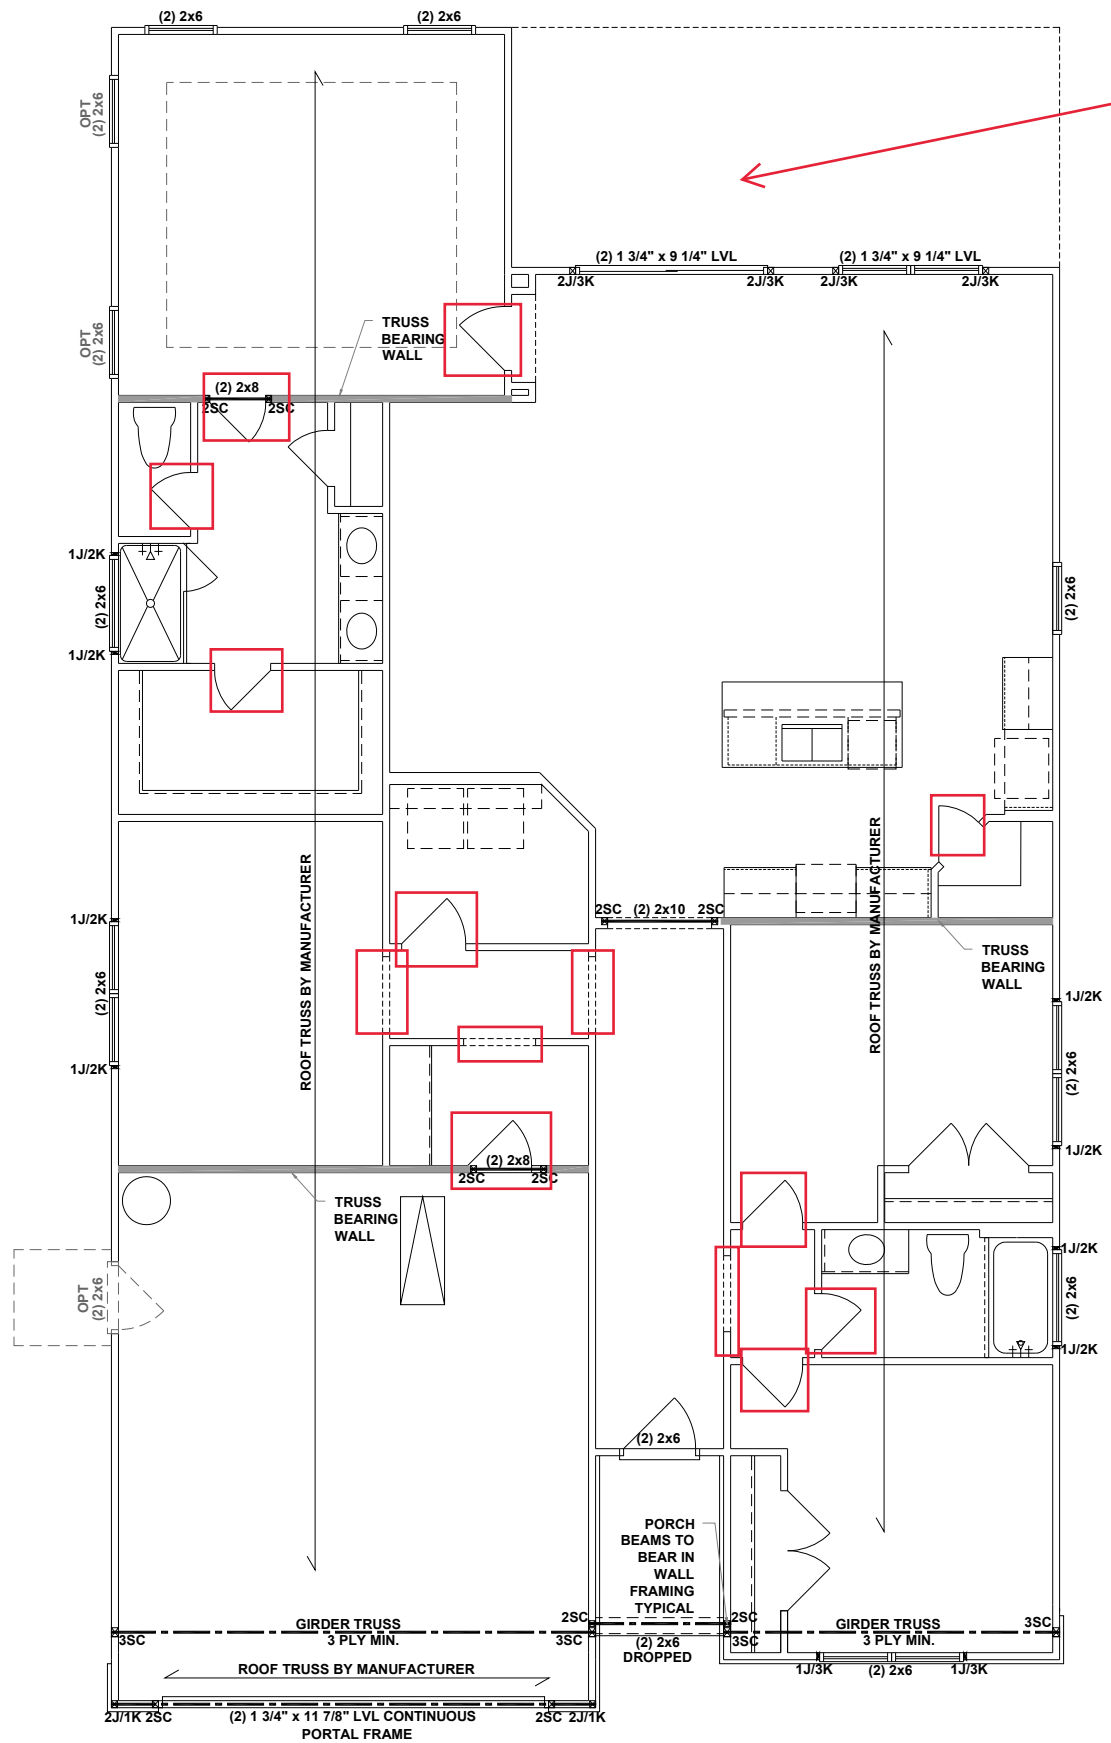 (2) 2x6
(2) 2x6
OPT
(2) 2x6
(2) 1 3/4" x 9 1/4" LVL
(2) 1 3/4" x 9 1/4" LVL
2J/3K
2J/3K
2J/3K
2J/3K
OPT
(2) 2x6
TRUSS
BEARING
WALL
(2) 2x8
2SC
2SC
1J/2K
(2) 2x6
1J/2K
(2) 2x6
ROOF TRUSS BY MANUFACTURER
ROOF TRUSS BY MANUFACTURER
1J/2K
(2) 2x6
1J/2K
2SC
(2) 2x10
2SC
TRUSS
BEARING
WALL
1J/2K
(2) 2x6
1J/2K
(2) 2x8
2SC
2SC
TRUSS
BEARING
WALL
OPT
(2) 2x6
1J/2K
(2) 2x6
1J/2K
(2) 2x6
PORCH
BEAMS TO
BEAR IN
WALL
FRAMING
TYPICAL
2SC
2SC
GIRDER TRUSS
3 PLY MIN.
3SC
3SC
(2) 2x6
DROPPED
3SC
GIRDER TRUSS
3 PLY MIN.
3SC
1J/3K
(2) 2x6
1J/3K
ROOF TRUSS BY MANUFACTURER
2J/1K
2SC
(2) 1 3/4" x 11 7/8" LVL CONTINUOUS
PORTAL FRAME
2SC
2J/1K